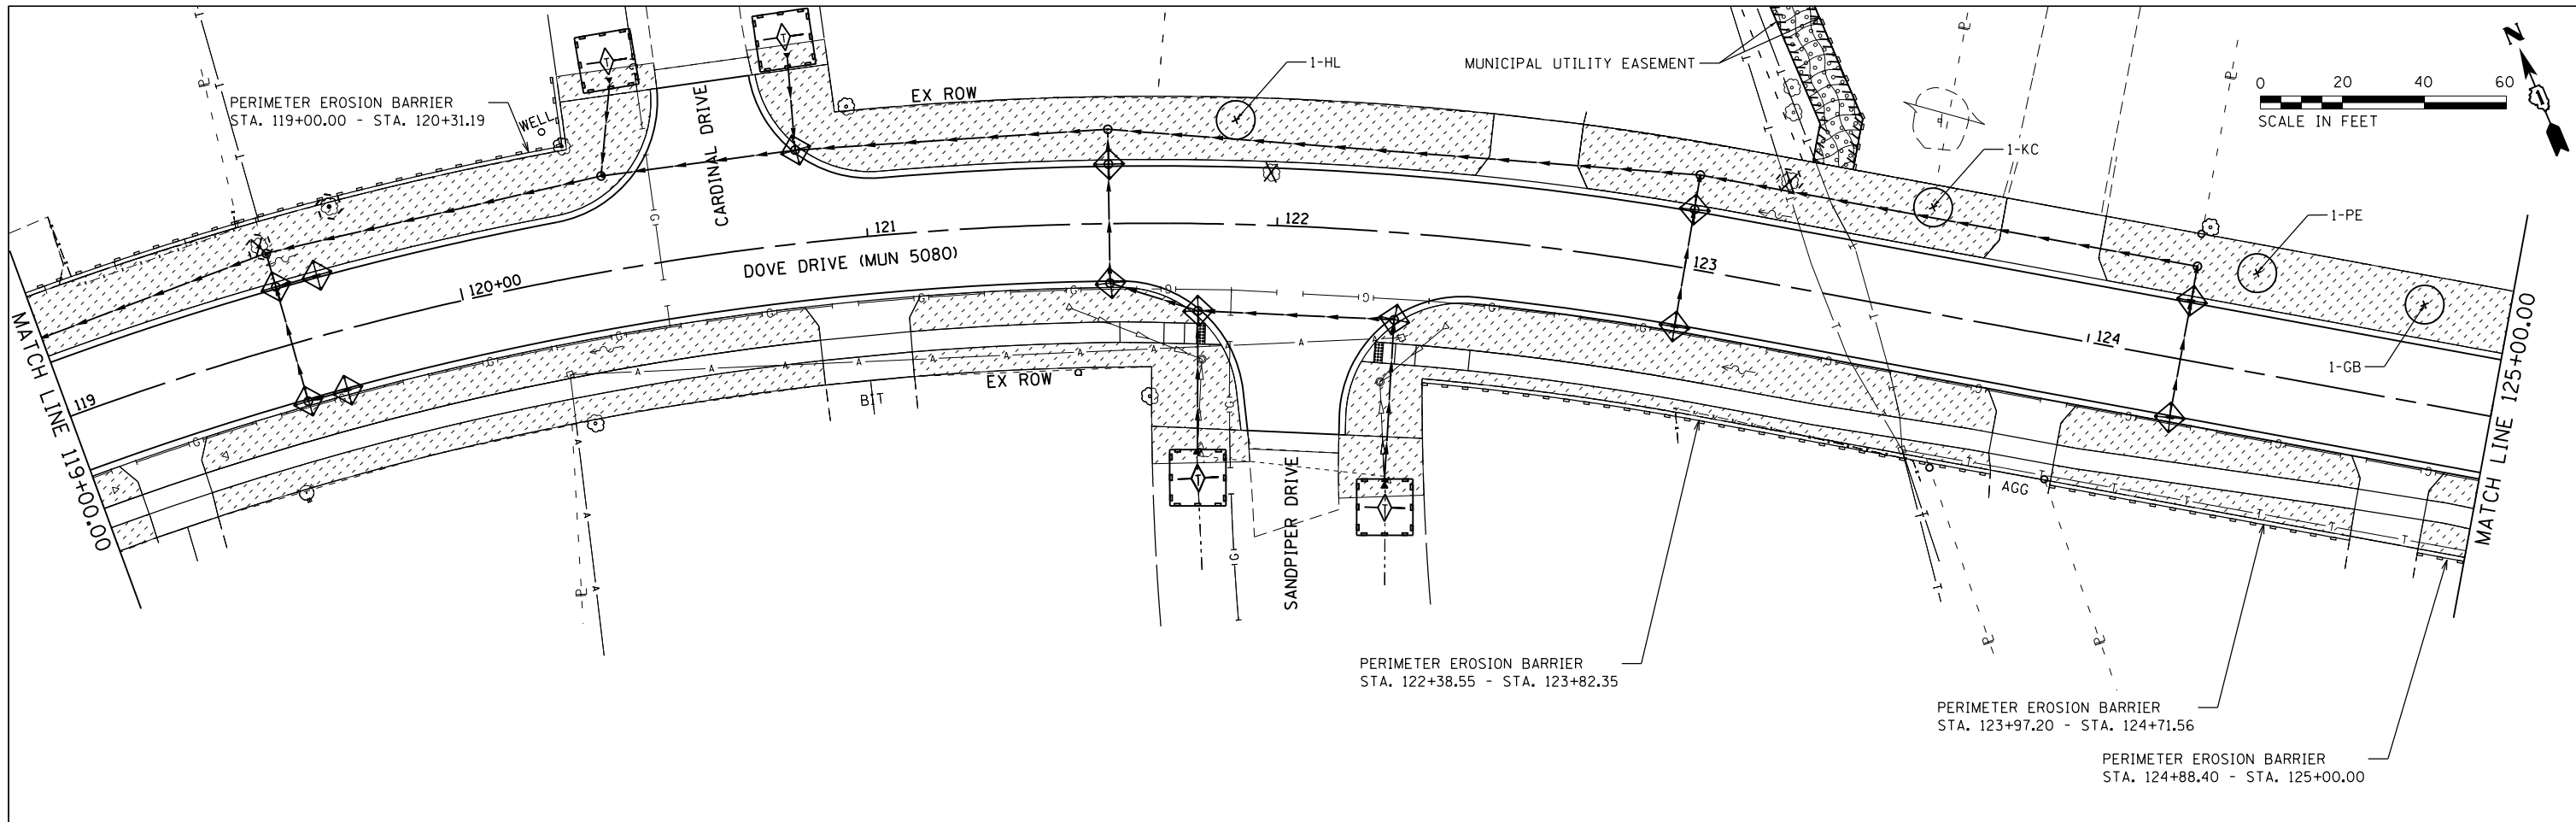 PERIMETER EROSION BARRIER
STA. 119+00.00 - STA. 120+31.19
WELL
CARDINAL DRIVE
EX ROW
1-HL
MUNICIPAL UTILITY EASEMENT
1-KC
1-PE
1-GB
N
1
0 20 40 60
SCALE IN FEET
MATCH LINE 119+00.00
119
120+00
121
122
123
124
DOVE DRIVE (MUN 5080)
BIT
EX ROW
SANDPIPER DRIVE
AGG
MATCH LINE 125+00.00
PERIMETER EROSION BARRIER
STA. 122+38.55 - STA. 123+82.35
PERIMETER EROSION BARRIER
STA. 123+97.20 - STA. 124+71.56
PERIMETER EROSION BARRIER
STA. 124+88.40 - STA. 125+00.00
T
T
T
T